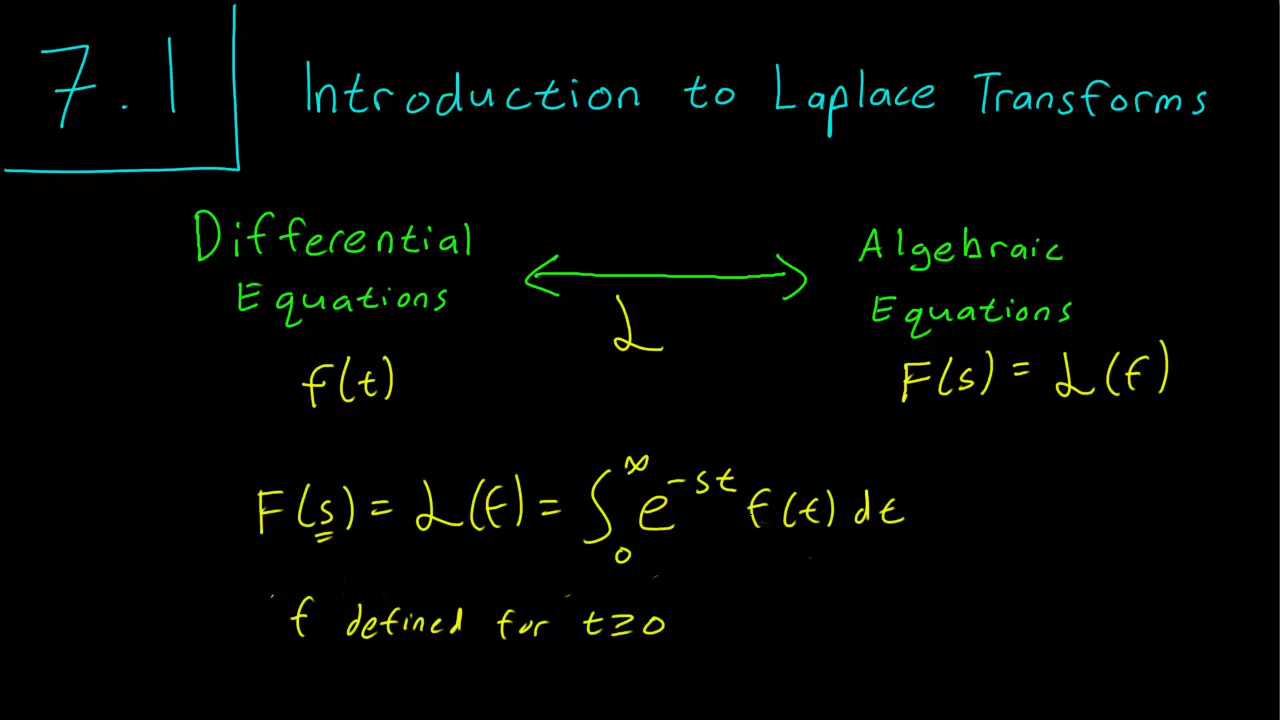 7.1 Introduction to Laplace Transforms
Differential Equations
ℒ
Algebraic Equations
f(t)
F(s) = ℒ(f)
F(s) = ℒ(f) = ∫₀^∞ e^{-st} f(t) dt
f defined for t≥0